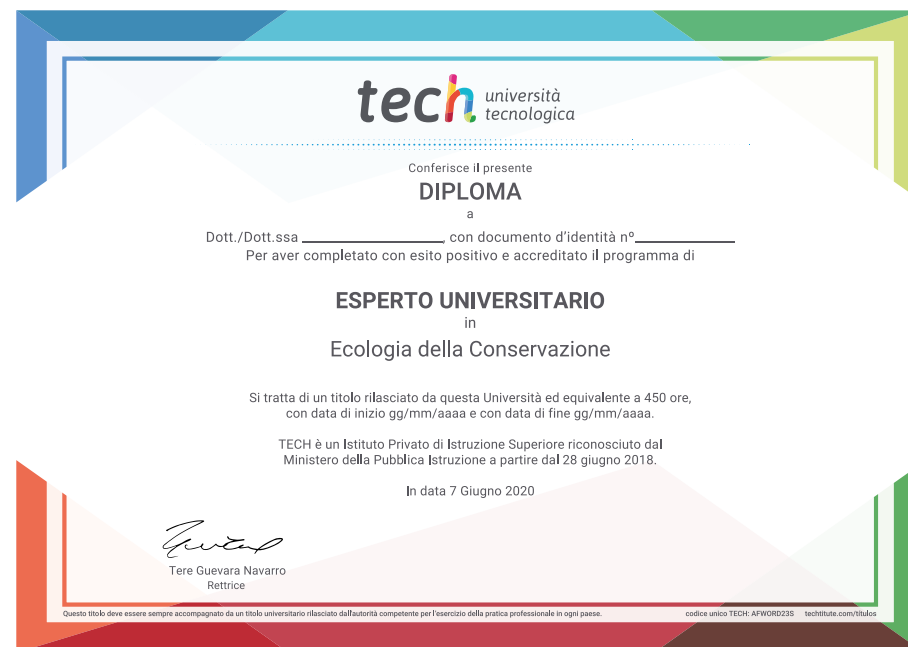 tech università
tecnologica
Conferisce il presente
DIPLOMA
a
Dott./Dott.ssa ____________________, con documento d'identità nº______________
Per aver completato con esito positivo e accreditato il programma di
ESPERTO UNIVERSITARIO
in
Ecologia della Conservazione
Si tratta di un titolo rilasciato da questa Università ed equivalente a 450 ore,
con data di inizio gg/mm/aaaa e con data di fine gg/mm/aaaa.
TECH è un Istituto Privato di Istruzione Superiore riconosciuto dal
Ministero della Pubblica Istruzione a partire dal 28 giugno 2018.
In data 7 Giugno 2020
Tere Guevara Navarro
Rettrice
Questo titolo deve essere sempre accompagnato da un titolo universitario rilasciato dall'autorità competente per l'esercizio della pratica professionale in ogni paese. codice unico TECH: AFWORD23S techtitute.com/titulos